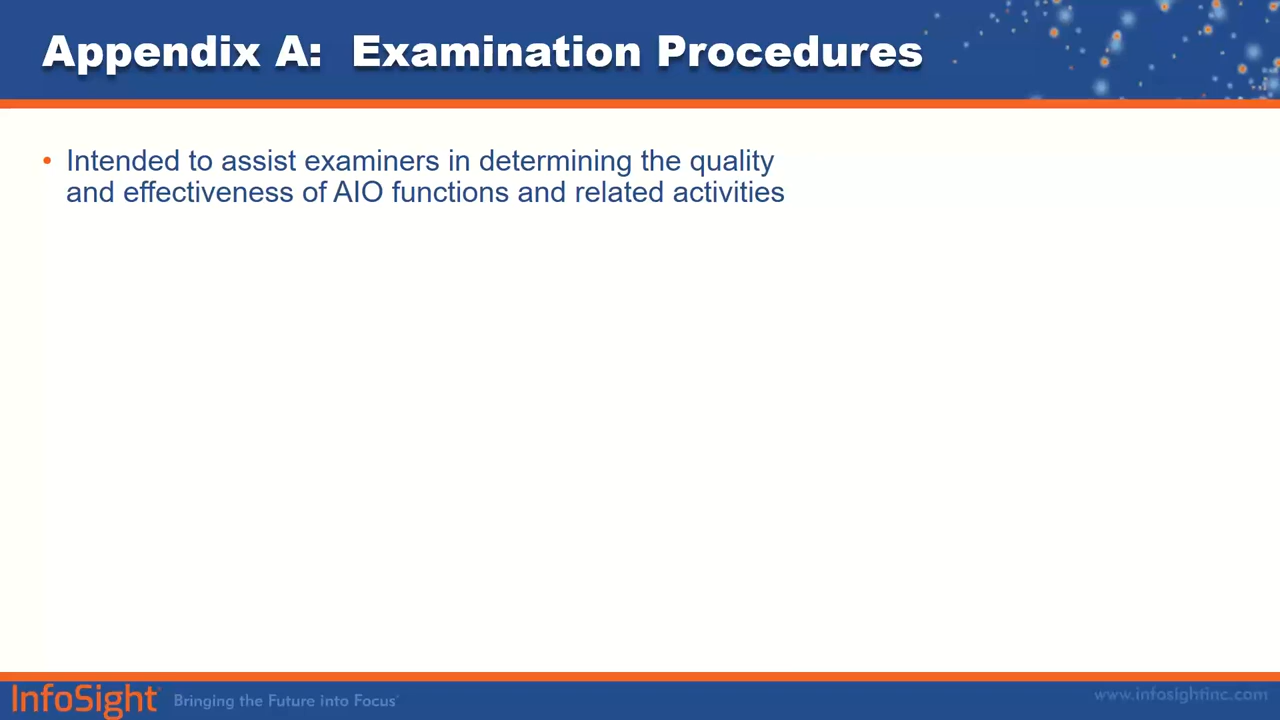 Appendix A: Examination Procedures
• Intended to assist examiners in determining the quality
and effectiveness of AIO functions and related activities
InfoSight Bringing the Future into Focus
www.infosightinc.com